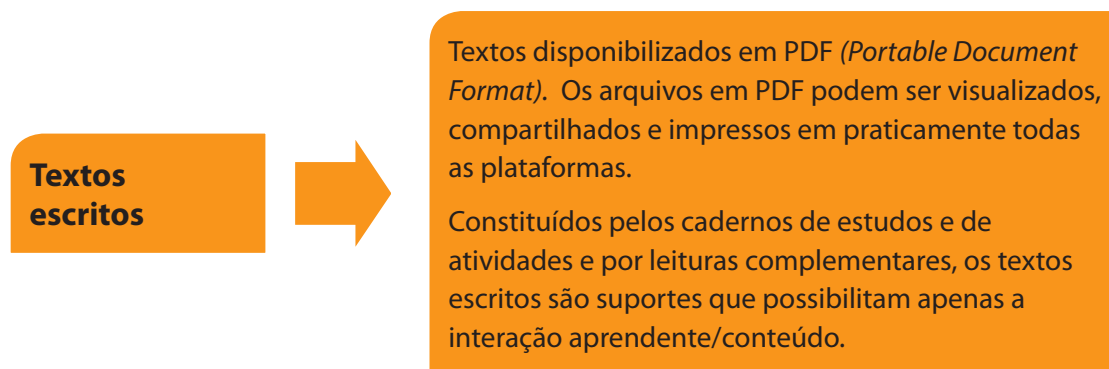 Textos
escritos
Textos disponibilizados em PDF (Portable Document
Format).  Os arquivos em PDF podem ser visualizados,
compartilhados e impressos em praticamente todas
as plataformas.
Constituídos pelos cadernos de estudos e de
atividades e por leituras complementares, os textos
escritos são suportes que possibilitam apenas a
interação aprendente/conteúdo.